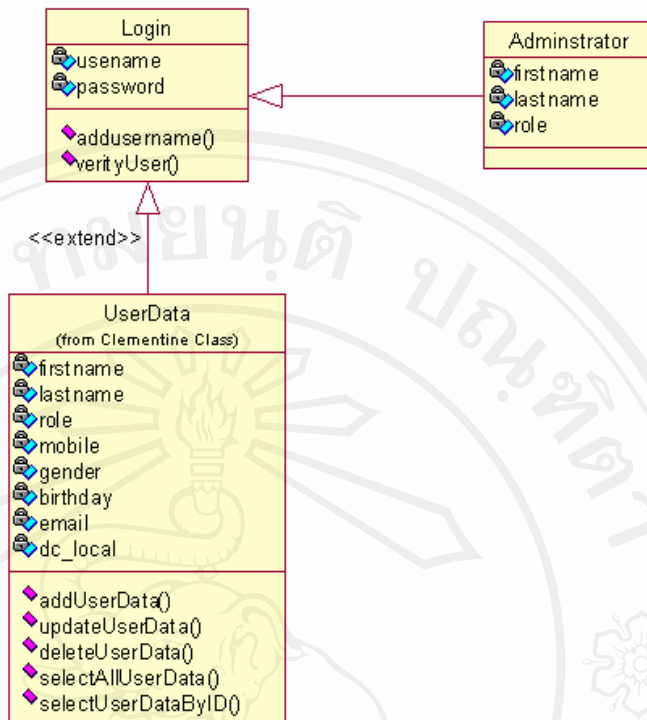 Login
usename
password
addusername()
verityUser()
Adminstrator
firstname
lastname
role
<<extend>>
UserData
(from Clementine Class)
firstname
lastname
role
mobile
gender
birthday
email
dc_local
addUserData()
updateUserData()
deleteUserData()
selectAllUserData()
selectUserDataByID()